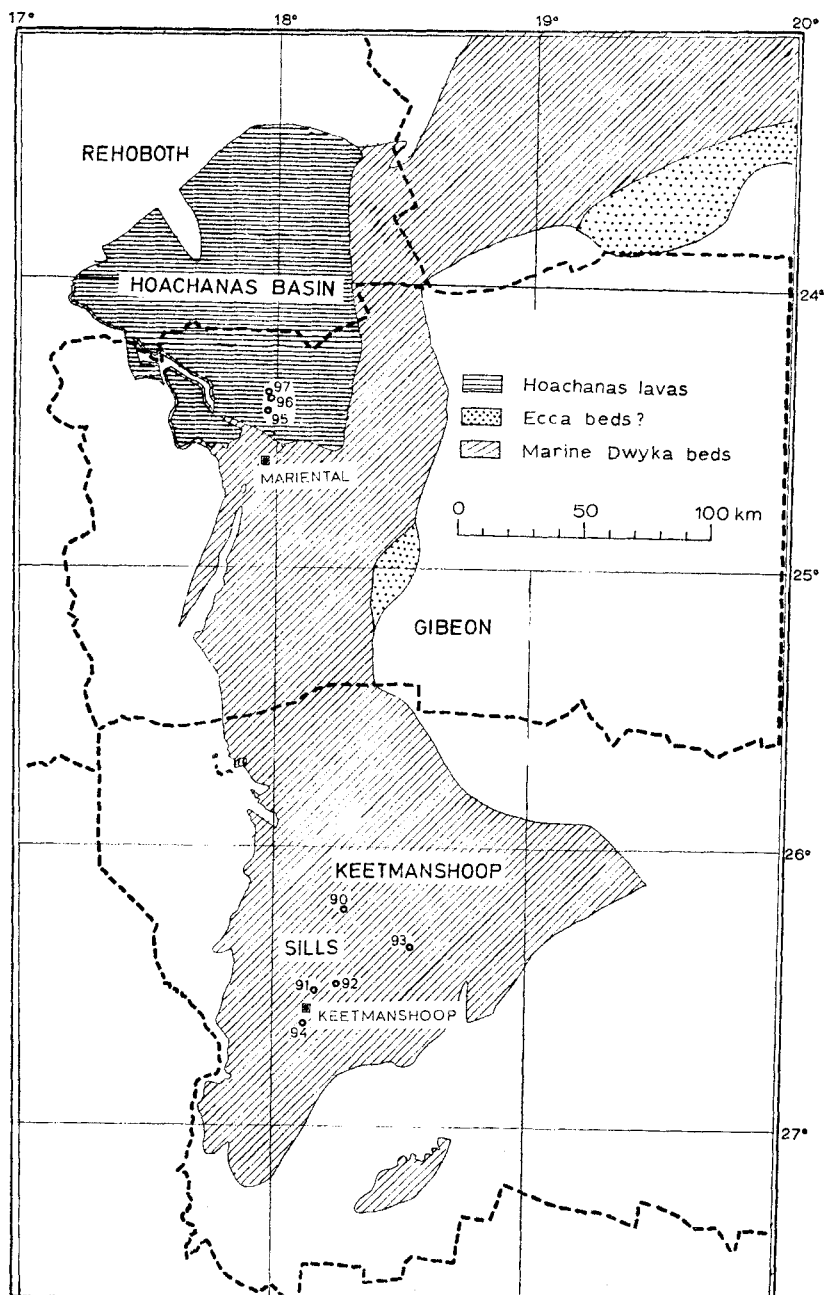 17°
18°
19°
20°
REHOBOTH
HOACHANAS BASIN
24°
97
96
95
MARIENTAL
Hoachanas lavas
Ecca beds?
Marine Dwyka beds
0 50 100 km
25°
GIBEON
26°
KEETMANSHOOP
90
SILLS
93
91
92
KEETMANSHOOP
94
27°